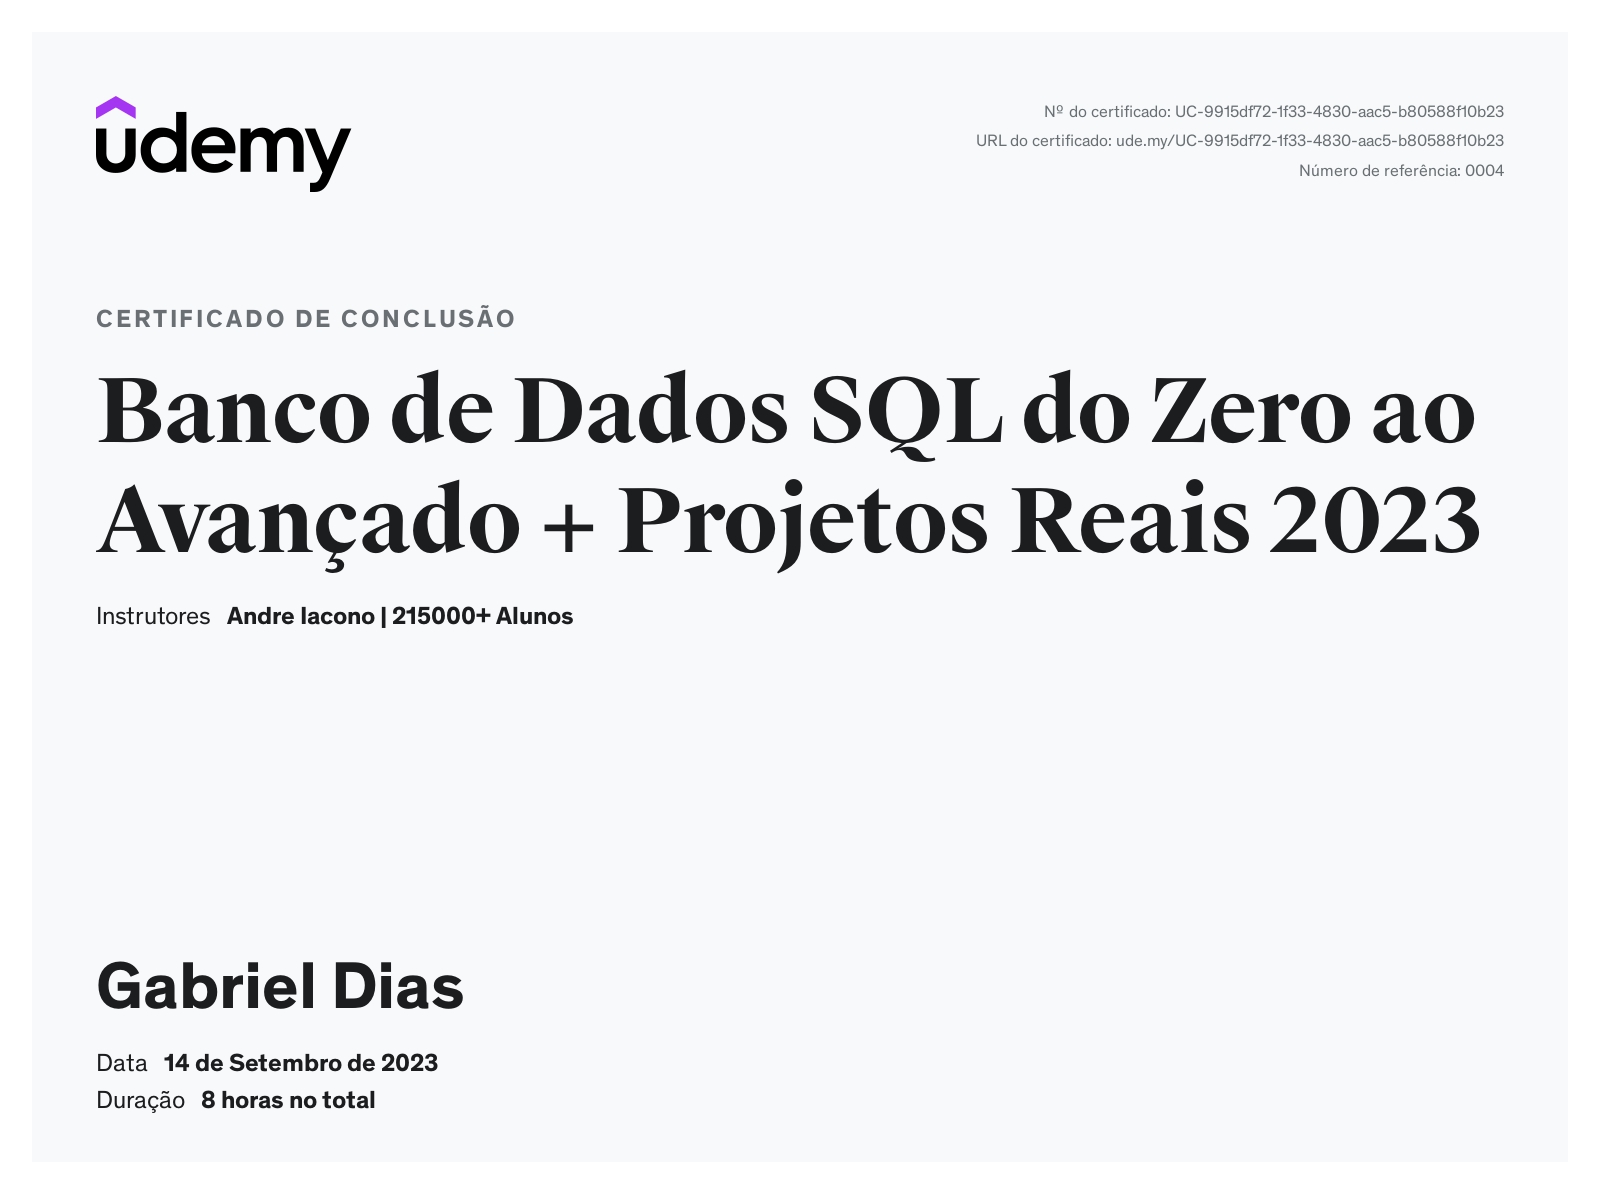 udemy
Nº do certificado: UC-9915df72-1f33-4830-aac5-b80588f10b23
URL do certificado: ude.my/UC-9915df72-1f33-4830-aac5-b80588f10b23
Número de referência: 0004
CERTIFICADO DE CONCLUSÃO
Banco de Dados SQL do Zero ao
Avançado + Projetos Reais 2023
Instrutores Andre Iacono | 215000+ Alunos
Gabriel Dias
Data 14 de Setembro de 2023
Duração 8 horas no total